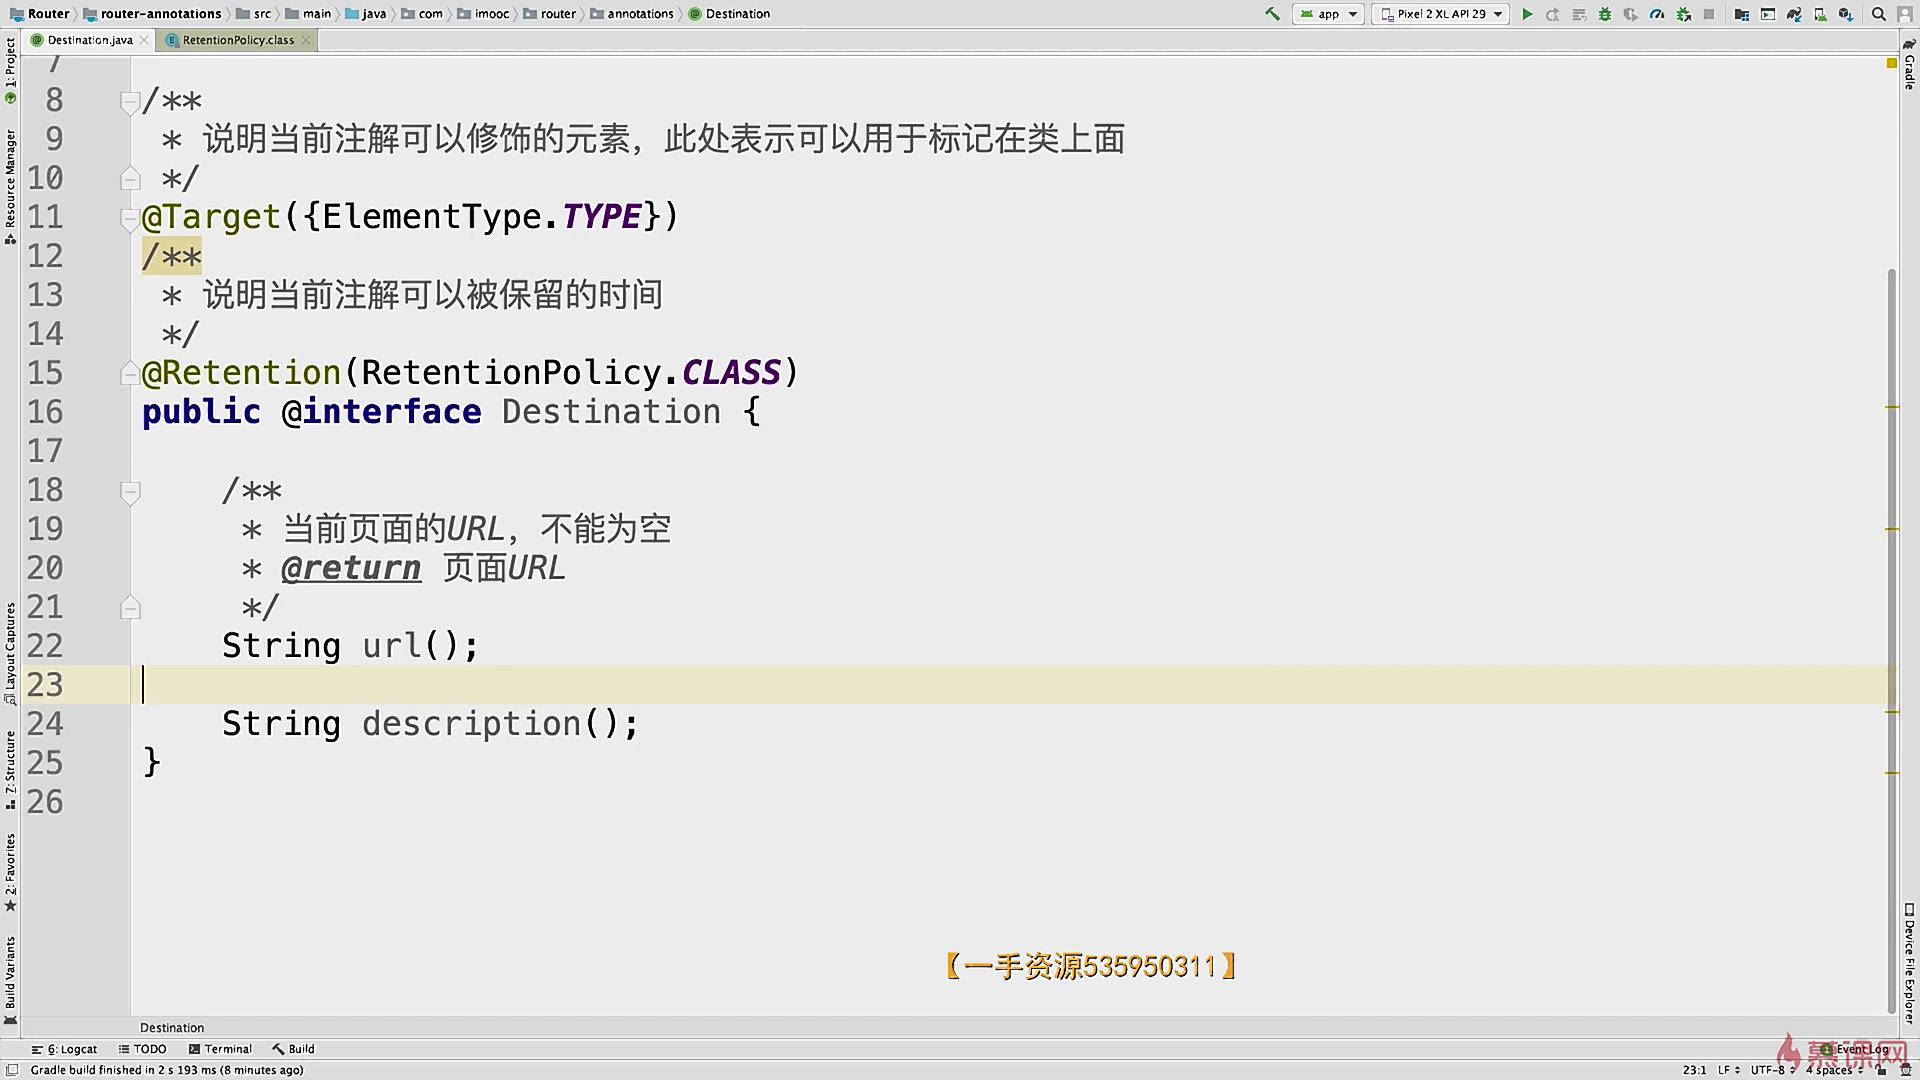 Router router-annotations src main java com imooc router annotations Destination
app Pixel 2 XL API 29
Destination.java RetentionPolicy.class
1: Project
Resource Manager
Layout Captures
7: Structure
2: Favorites
Build Variants
Gradle
Device File Explorer
7
8 /**
9 * 说明当前注解可以修饰的元素，此处表示可以用于标记在类上面
10 */
11 @Target({ElementType.TYPE})
12 /**
13 * 说明当前注解可以被保留的时间
14 */
15 @Retention(RetentionPolicy.CLASS)
16 public @interface Destination {
17
18 /**
19 * 当前页面的URL，不能为空
20 * @return 页面URL
21 */
22 String url();
23
24 String description();
25 }
26
【一手资源535950311】
Destination
6: Logcat TODO Terminal Build
Event Log
慕课网
Gradle build finished in 2 s 193 ms (8 minutes ago)
23:1 LF UTF-8 4 spaces